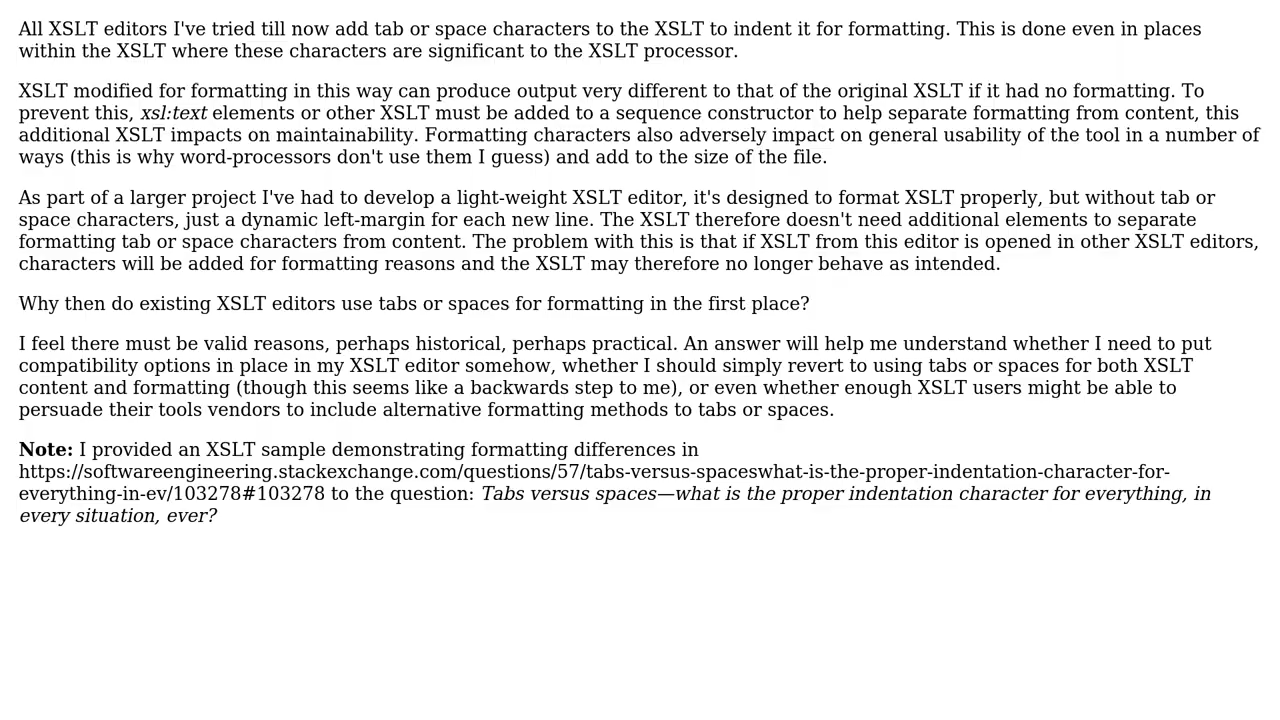 All XSLT editors I've tried till now add tab or space characters to the XSLT to indent it for formatting. This is done even in places
within the XSLT where these characters are significant to the XSLT processor.
XSLT modified for formatting in this way can produce output very different to that of the original XSLT if it had no formatting. To
prevent this, xsl:text elements or other XSLT must be added to a sequence constructor to help separate formatting from content, this
additional XSLT impacts on maintainability. Formatting characters also adversely impact on general usability of the tool in a number of
ways (this is why word-processors don't use them I guess) and add to the size of the file.
As part of a larger project I've had to develop a light-weight XSLT editor, it's designed to format XSLT properly, but without tab or
space characters, just a dynamic left-margin for each new line. The XSLT therefore doesn't need additional elements to separate
formatting tab or space characters from content. The problem with this is that if XSLT from this editor is opened in other XSLT editors,
characters will be added for formatting reasons and the XSLT may therefore no longer behave as intended.
Why then do existing XSLT editors use tabs or spaces for formatting in the first place?
I feel there must be valid reasons, perhaps historical, perhaps practical. An answer will help me understand whether I need to put
compatibility options in place in my XSLT editor somehow, whether I should simply revert to using tabs or spaces for both XSLT
content and formatting (though this seems like a backwards step to me), or even whether enough XSLT users might be able to
persuade their tools vendors to include alternative formatting methods to tabs or spaces.
Note: I provided an XSLT sample demonstrating formatting differences in
https://softwareengineering.stackexchange.com/questions/57/tabs-versus-spaceswhat-is-the-proper-indentation-character-for-
everything-in-ev/103278#103278 to the question: Tabs versus spaces—what is the proper indentation character for everything, in
every situation, ever?